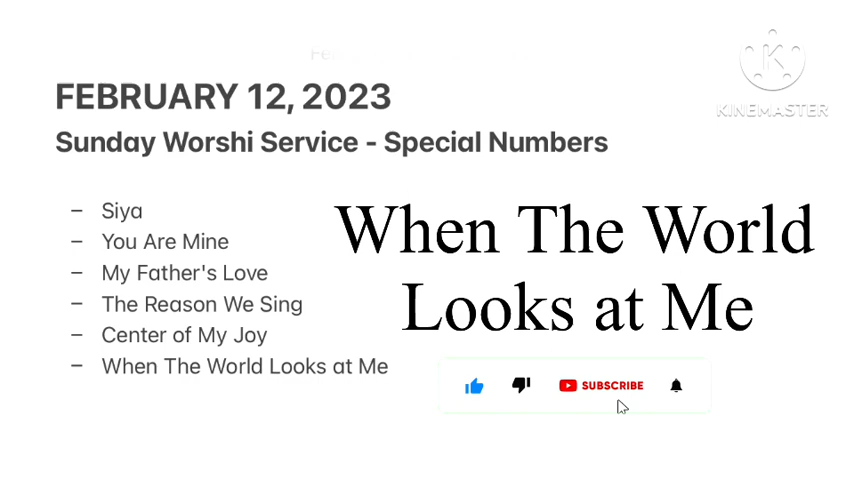 FEBRUARY 12, 2023
Sunday Worshi Service - Special Numbers
– Siya
– You Are Mine
– My Father's Love
– The Reason We Sing
– Center of My Joy
– When The World Looks at Me
When The World
Looks at Me
SUBSCRIBE
KINEMASTER